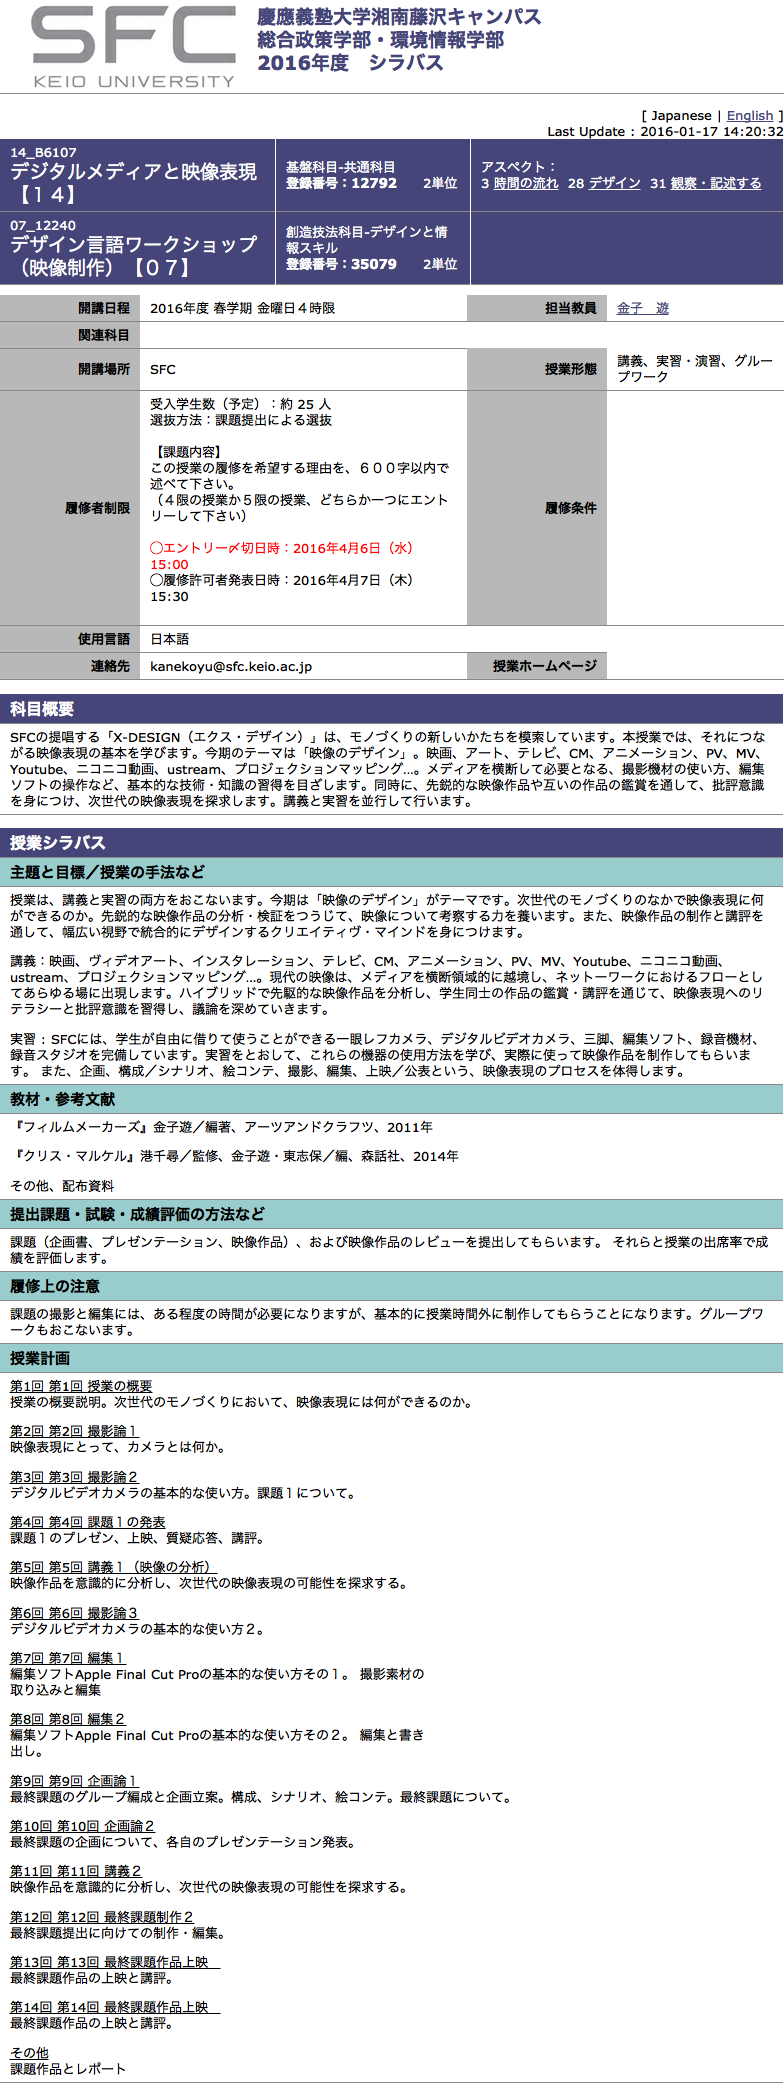 SFC
KEIO UNIVERSITY
慶應義塾大学湘南藤沢キャンパス
総合政策学部・環境情報学部
2016年度　シラバス
[ Japanese | English ]
Last Update : 2016-01-17 14:20:32
14_B6107
デジタルメディアと映像表現
【１４】
基盤科目-共通科目
登録番号：12792　　2単位
アスペクト：
3 時間の流れ 28 デザイン 31 観察・記述する
07_12240
デザイン言語ワークショップ
（映像制作）【０７】
創造技法科目-デザインと情
報スキル
登録番号：35079　　2単位
開講日程
2016年度 春学期 金曜日４時限
担当教員
金子　遊
関連科目
開講場所
SFC
授業形態
講義、実習・演習、グルー
プワーク
履修者制限
受入学生数（予定）：約 25 人
選抜方法：課題提出による選抜
【課題内容】
この授業の履修を希望する理由を、６００字以内で
述べて下さい。
（４限の授業か５限の授業、どちらか一つにエント
リーして下さい）
◯エントリー〆切日時：2016年4月6日（水）
15:00
◯履修許可者発表日時：2016年4月7日（木）
15:30
履修条件
使用言語
日本語
連絡先
kanekoyu@sfc.keio.ac.jp
授業ホームページ
科目概要
SFCの提唱する「X-DESIGN（エクス・デザイン）」は、モノづくりの新しいかたちを模索しています。本授業では、それにつな
がる映像表現の基本を学びます。今期のテーマは「映像のデザイン」。映画、アート、テレビ、CM、アニメーション、PV、MV、
Youtube、ニコニコ動画、ustream、プロジェクションマッピング...。メディアを横断して必要となる、撮影機材の使い方、編集
ソフトの操作など、基本的な技術・知識の習得を目ざします。同時に、先鋭的な映像作品や互いの作品の鑑賞を通して、批評意識
を身につけ、次世代の映像表現を探求します。講義と実習を並行して行います。
授業シラバス
主題と目標／授業の手法など
授業は、講義と実習の両方をおこないます。今期は「映像のデザイン」がテーマです。次世代のモノづくりのなかで映像表現に何
ができるのか。先鋭的な映像作品の分析・検証をつうじて、映像について考察する力を養います。また、映像作品の制作と講評を
通して、幅広い視野で統合的にデザインするクリエイティヴ・マインドを身につけます。
講義：映画、ヴィデオアート、インスタレーション、テレビ、CM、アニメーション、PV、MV、Youtube、ニコニコ動画、
ustream、プロジェクションマッピング...。現代の映像は、メディアを横断領域的に越境し、ネットーワークにおけるフローとし
てあらゆる場に出現します。ハイブリッドで先駆的な映像作品を分析し、学生同士の作品の鑑賞・講評を通じて、映像表現へのリ
テラシーと批評意識を習得し、議論を深めていきます。
実習 : SFCには、学生が自由に借りて使うことができる一眼レフカメラ、デジタルビデオカメラ、三脚、編集ソフト、録音機材、
録音スタジオを完備しています。実習をとおして、これらの機器の使用方法を学び、実際に使って映像作品を制作してもらいま
す。 また、企画、構成／シナリオ、絵コンテ、撮影、編集、上映／公表という、映像表現のプロセスを体得します。
教材・参考文献
『フィルムメーカーズ』金子遊／編著、アーツアンドクラフツ、2011年
『クリス・マルケル』港千尋／監修、金子遊・東志保／編、森話社、2014年
その他、配布資料
提出課題・試験・成績評価の方法など
課題（企画書、プレゼンテーション、映像作品）、および映像作品のレビューを提出してもらいます。 それらと授業の出席率で成
績を評価します。
履修上の注意
課題の撮影と編集には、ある程度の時間が必要になりますが、基本的に授業時間外に制作してもらうことになります。グループワ
ークもおこないます。
授業計画
第1回 第1回 授業の概要
授業の概要説明。次世代のモノづくりにおいて、映像表現には何ができるのか。
第2回 第2回 撮影論１
映像表現にとって、カメラとは何か。
第3回 第3回 撮影論２
デジタルビデオカメラの基本的な使い方。課題１について。
第4回 第4回 課題１の発表
課題１のプレゼン、上映、質疑応答、講評。
第5回 第5回 講義１（映像の分析）
映像作品を意識的に分析し、次世代の映像表現の可能性を探求する。
第6回 第6回 撮影論３
デジタルビデオカメラの基本的な使い方２。
第7回 第7回 編集１
編集ソフトApple Final Cut Proの基本的な使い方その１。 撮影素材の
取り込みと編集
第8回 第8回 編集２
編集ソフトApple Final Cut Proの基本的な使い方その２。 編集と書き
出し。
第9回 第9回 企画論１
最終課題のグループ編成と企画立案。構成、シナリオ、絵コンテ。最終課題について。
第10回 第10回 企画論２
最終課題の企画について、各自のプレゼンテーション発表。
第11回 第11回 講義２
映像作品を意識的に分析し、次世代の映像表現の可能性を探求する。
第12回 第12回 最終課題制作２
最終課題提出に向けての制作・編集。
第13回 第13回 最終課題作品上映
最終課題作品の上映と講評。
第14回 第14回 最終課題作品上映
最終課題作品の上映と講評。
その他
課題作品とレポート